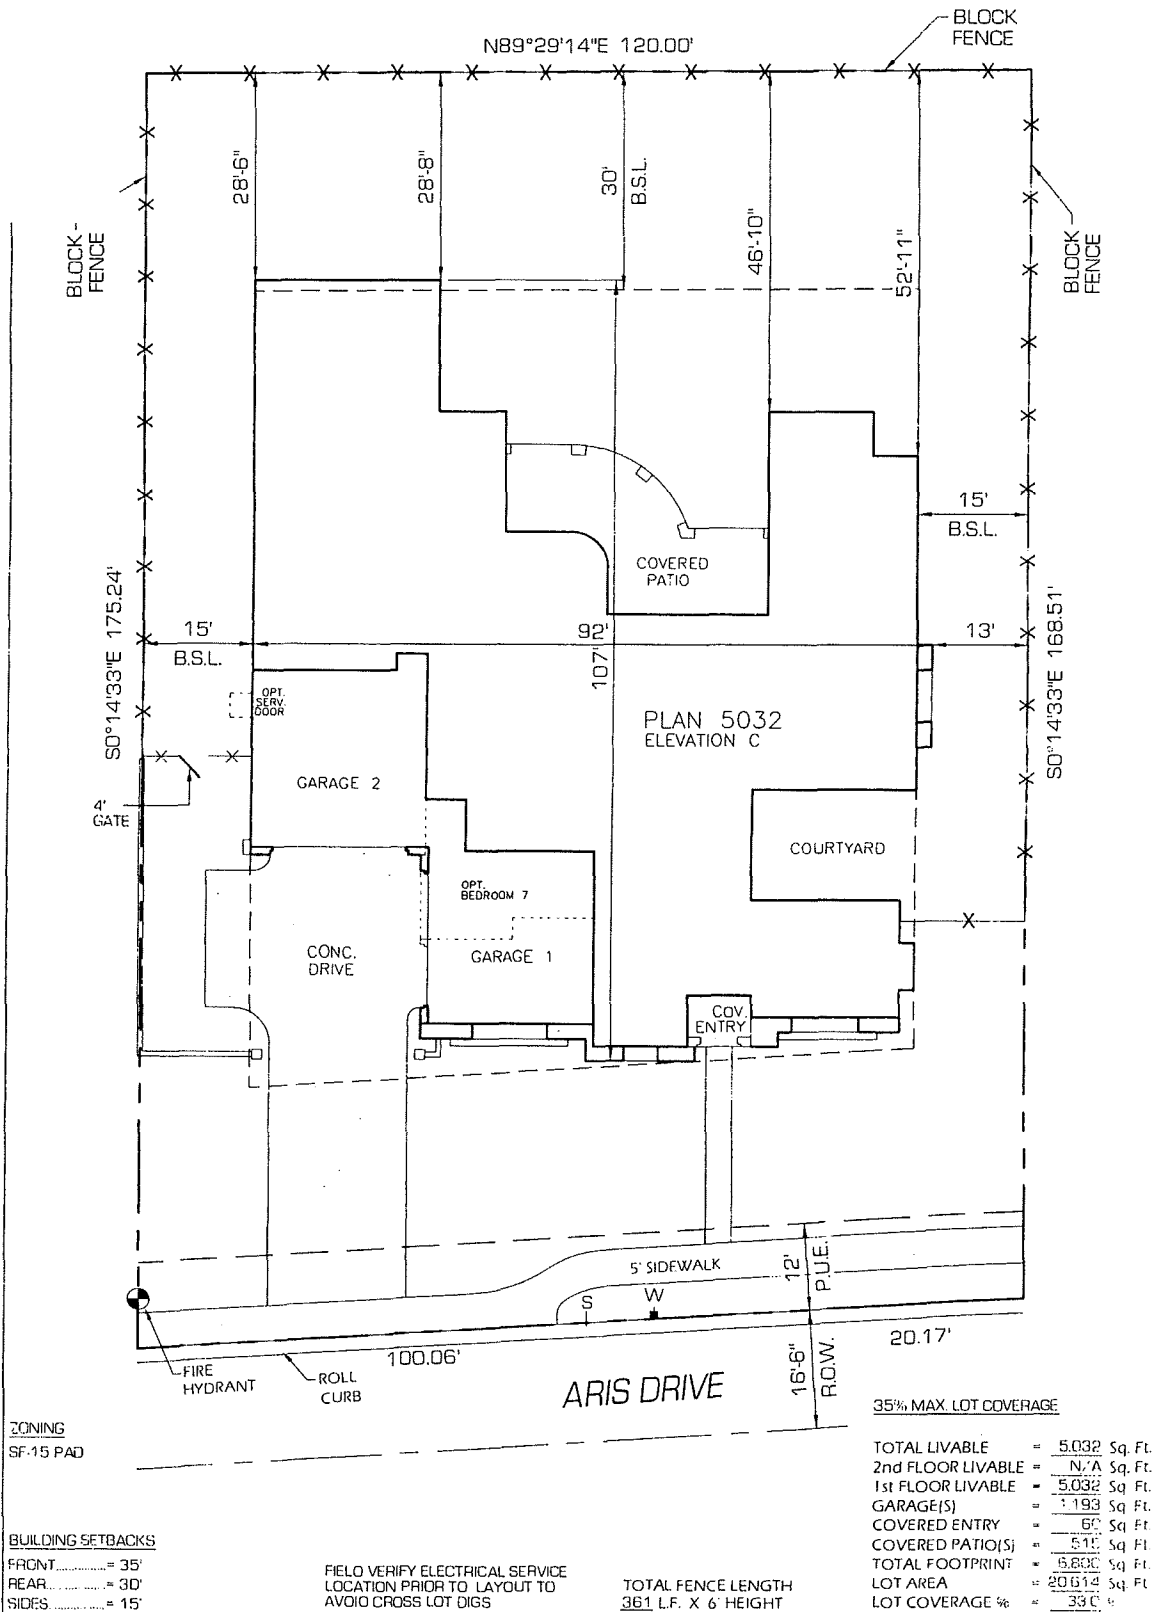 BLOCK
FENCE
N89°29'14"E 120.00'
28'-6"
28'-8"
30'
B.S.L.
46'-10"
52'-11"
BLOCK -
FENCE
BLOCK
FENCE
15'
B.S.L.
COVERED
PATIO
S0°14'33"E 175.24'
S0°14'33"E 168.51'
15'
B.S.L.
92'
107'
13'
OPT.
SERV.
DOOR
PLAN 5032
ELEVATION C
GARAGE 2
4'
GATE
COURTYARD
OPT.
BEDROOM 7
CONC.
DRIVE
GARAGE 1
COV.
ENTRY
5' SIDEWALK
12'
P.U.E.
S
W
20.17'
100.06'
FIRE
HYDRANT
ROLL
CURB
ARIS DRIVE
16'-6"
R.O.W.
35% MAX. LOT COVERAGE
ZONING
SF-15 PAD
TOTAL LIVABLE = 5,032 Sq. Ft.
2nd FLOOR LIVABLE = N/A Sq. Ft.
1st FLOOR LIVABLE = 5,032 Sq Ft.
GARAGE(S) = 1,193 Sq Ft.
COVERED ENTRY = Sq Ft.
COVERED PATIO(S) = Sq Ft.
TOTAL FOOTPRINT = Sq Ft.
LOT AREA = 20614 Sq. Ft
LOT COVERAGE % =
BUILDING SETBACKS
FRONT............= 35'
REAR..............= 30'
SIDES..............= 15'
FIELD VERIFY ELECTRICAL SERVICE
LOCATION PRIOR TO LAYOUT TO
AVOID CROSS LOT DIGS
TOTAL FENCE LENGTH
361 L.F. X 6' HEIGHT